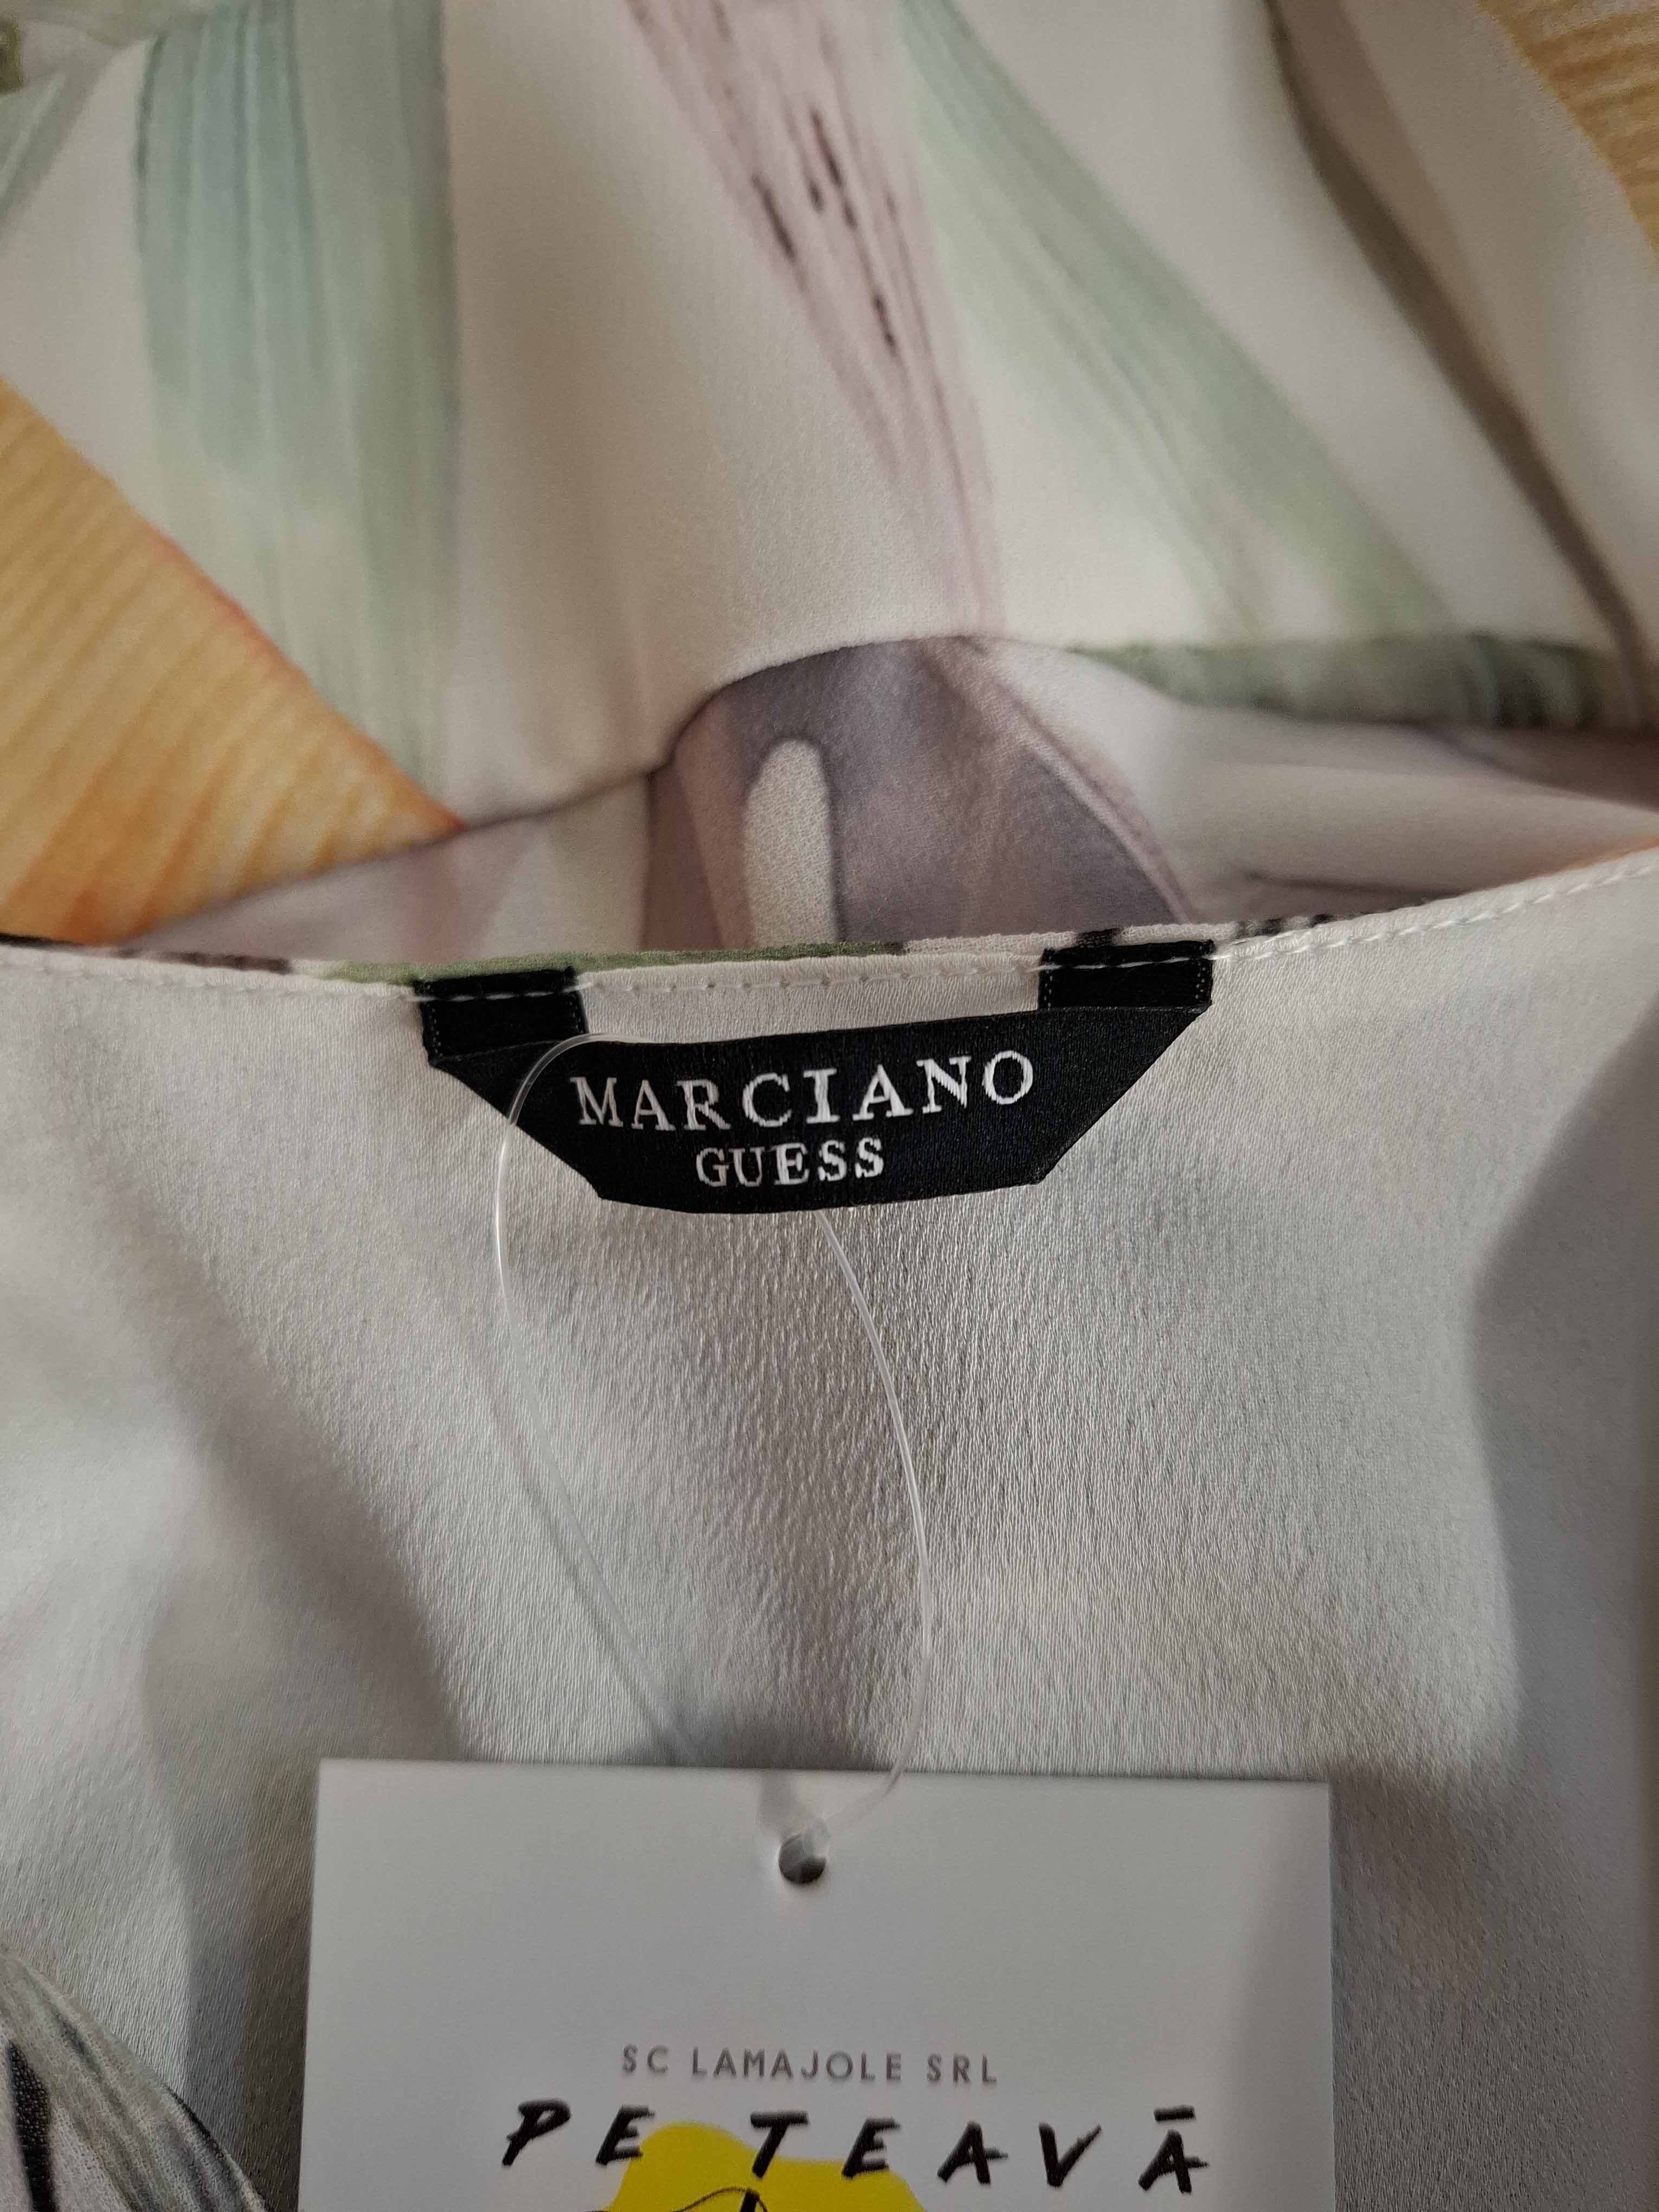 MARCIANO
GUESS
SC LAMAJOLE SRL
PE TEAVĀ